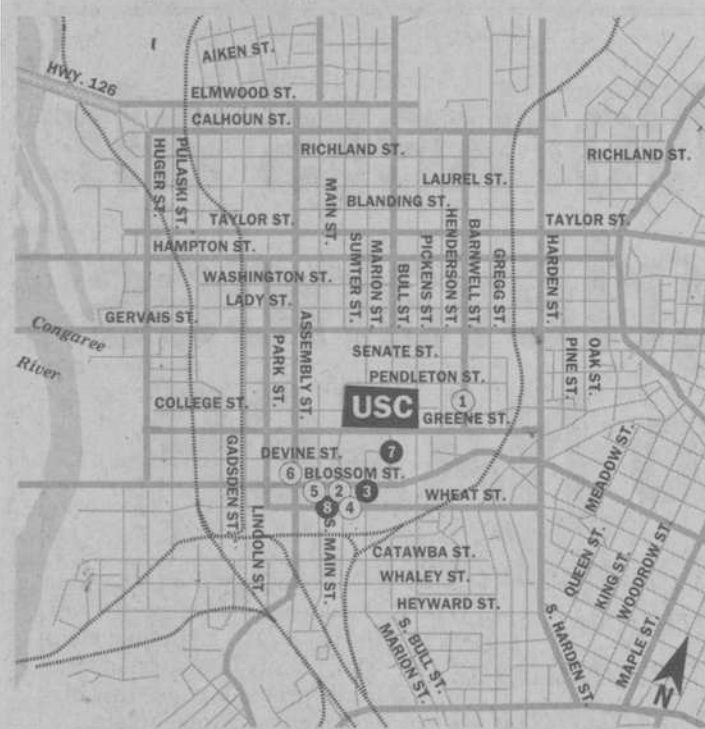 AIKEN ST.
HWY. 126
ELMWOOD ST.
CALHOUN ST.
RICHLAND ST.
RICHLAND ST.
HUGER ST.
PULASKI ST.
LAUREL ST.
MAIN ST.
BLANDING ST.
TAYLOR ST.
TAYLOR ST.
HAMPTON ST.
SUMTER ST.
MARION ST.
BULL ST.
PICKENS ST.
HENDERSON ST.
BARNWELL ST.
GREGG ST.
HARDEN ST.
WASHINGTON ST.
LADY ST.
GERVAIS ST.
Congaree
River
PARK ST.
ASSEMBLY ST.
SENATE ST.
PINE ST.
OAK ST.
PENDLETON ST.
COLLEGE ST.
USC
1
GREENE ST.
GADSDEN ST.
DEVINE ST.
7
6
BLOSSOM ST.
5
2
3
WHEAT ST.
8
4
MEADOW ST.
LINCOLN ST
S. MAIN ST.
CATAWBA ST.
WHALEY ST.
HEYWARD ST.
QUEEN ST.
KING ST.
WOODROW ST.
S. BULL ST.
MARION ST.
S. HARDEN ST.
MAPLE ST.
N